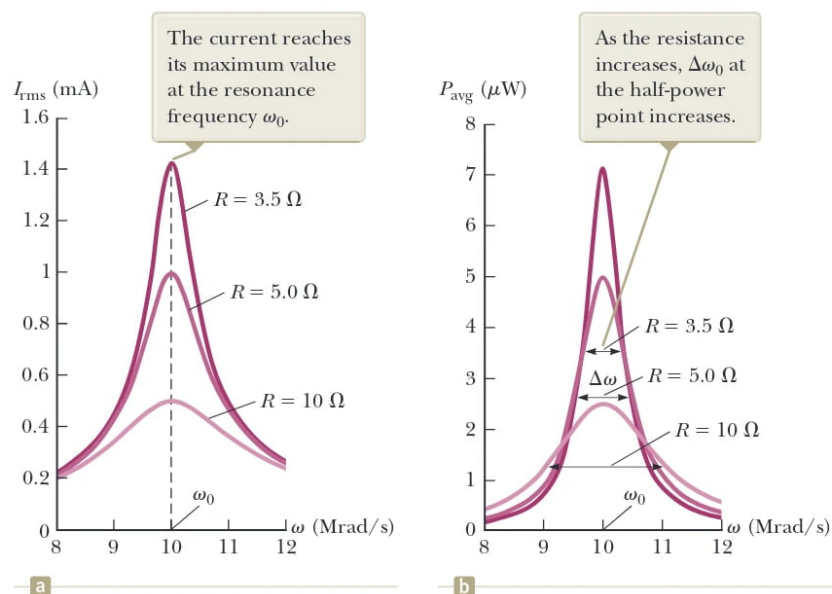 The current reaches
its maximum value
at the resonance
frequency ω₀.
I_rms (mA)
1.6
1.4
1.2
1
0.8
0.6
0.4
0.2
0
R = 3.5 Ω
R = 5.0 Ω
R = 10 Ω
ω₀
8 9 10 11 12
ω (Mrad/s)
a
As the resistance
increases, Δω₀ at
the half-power
point increases.
P_avg (μW)
8
7
6
5
4
3
2
1
0
R = 3.5 Ω
Δω
R = 5.0 Ω
R = 10 Ω
ω₀
8 9 10 11 12
ω (Mrad/s)
b